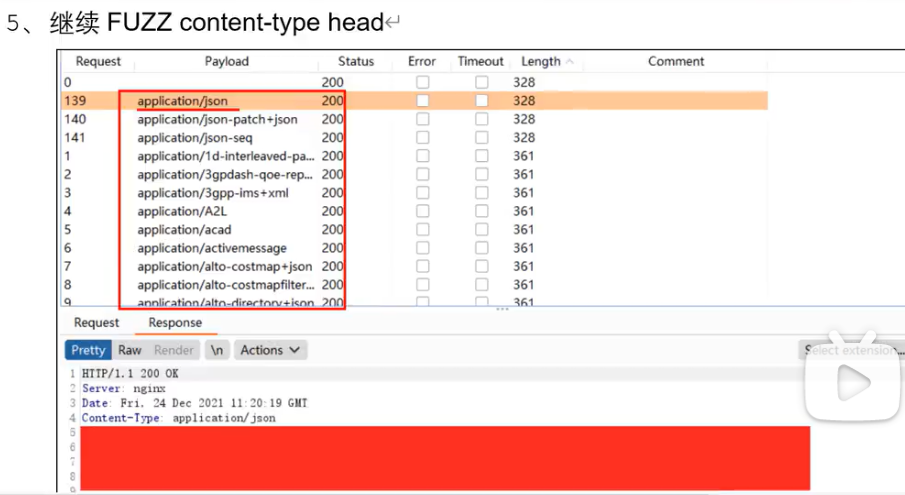 5、继续 FUZZ content-type head
Request Payload Status Error Timeout Length Comment
0 200 328
139 application/json 200 328
140 application/json-patch+json 200 328
141 application/json-seq 200 328
1 application/1d-interleaved-pa... 200 361
2 application/3gpdash-qoe-rep... 200 361
3 application/3gpp-ims+xml 200 361
4 application/A2L 200 361
5 application/acad 200 361
6 application/activemessage 200 361
7 application/alto-costmap+json 200 361
8 application/alto-costmapfilter... 200 361
9 application/alto-directory+json 200 361
Request Response
Pretty Raw Render \n Actions Select extension...
1 HTTP/1.1 200 OK
2 Server: nginx
3 Date: Fri, 24 Dec 2021 11:20:19 GMT
4 Content-Type: application/json
5
6
7
8
9